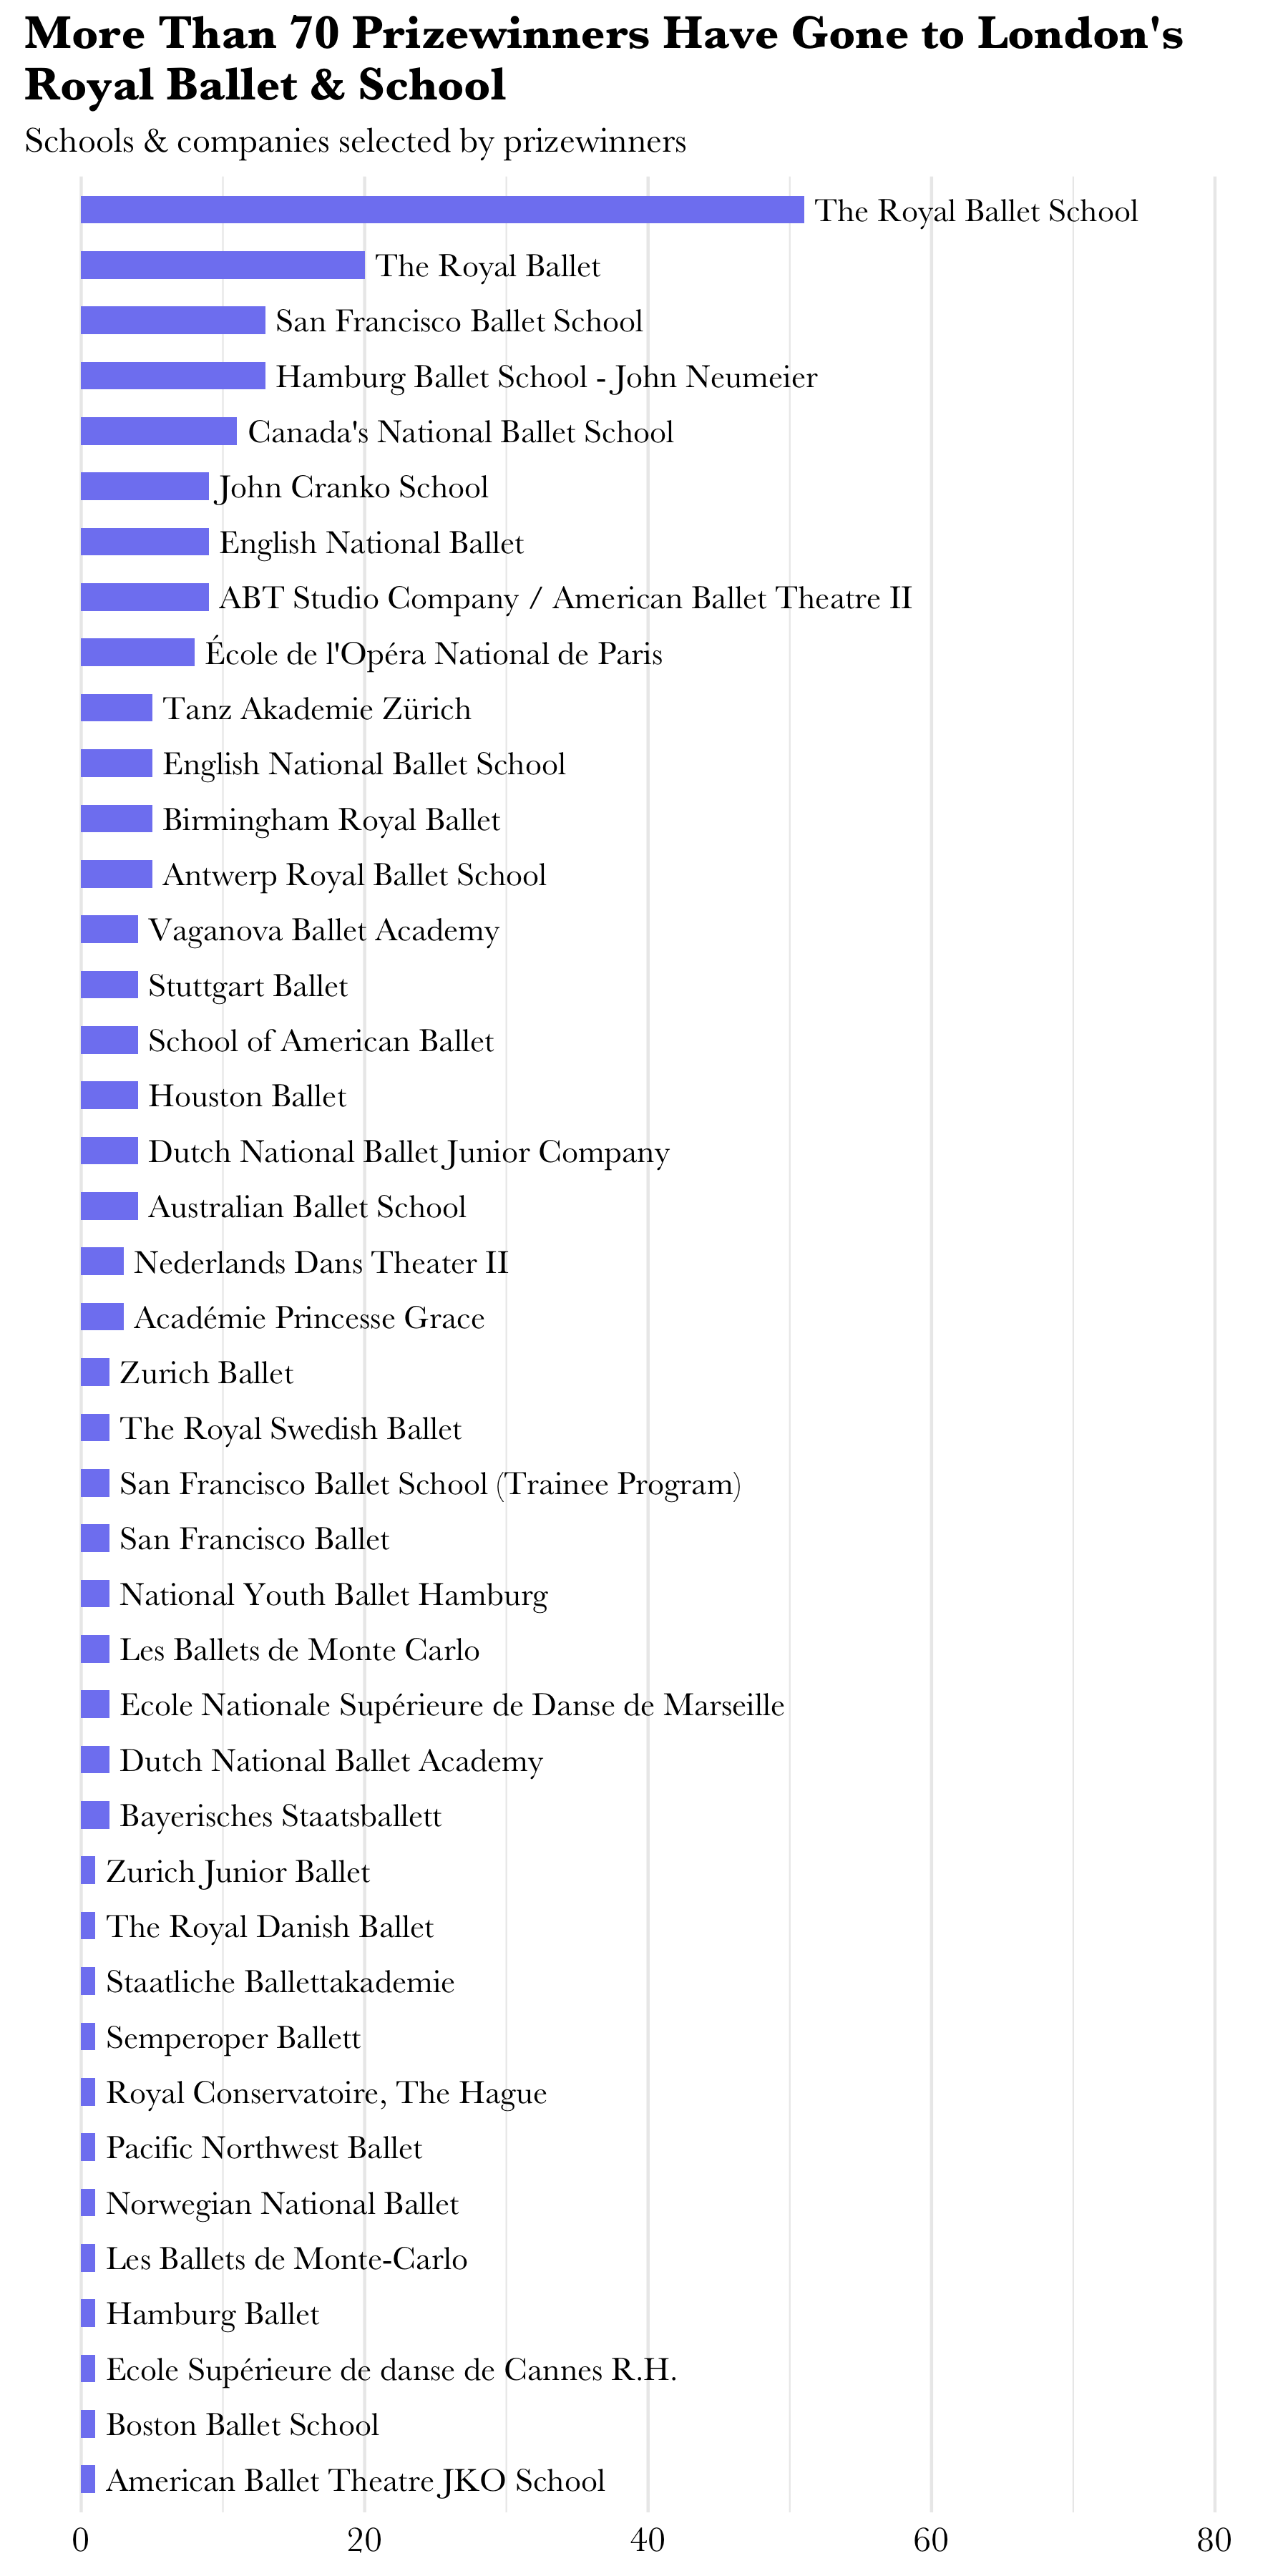 More Than 70 Prizewinners Have Gone to London's
Royal Ballet & School
Schools & companies selected by prizewinners
The Royal Ballet School
The Royal Ballet
San Francisco Ballet School
Hamburg Ballet School - John Neumeier
Canada's National Ballet School
John Cranko School
English National Ballet
ABT Studio Company / American Ballet Theatre II
École de l'Opéra National de Paris
Tanz Akademie Zürich
English National Ballet School
Birmingham Royal Ballet
Antwerp Royal Ballet School
Vaganova Ballet Academy
Stuttgart Ballet
School of American Ballet
Houston Ballet
Dutch National Ballet Junior Company
Australian Ballet School
Nederlands Dans Theater II
Académie Princesse Grace
Zurich Ballet
The Royal Swedish Ballet
San Francisco Ballet School (Trainee Program)
San Francisco Ballet
National Youth Ballet Hamburg
Les Ballets de Monte Carlo
Ecole Nationale Supérieure de Danse de Marseille
Dutch National Ballet Academy
Bayerisches Staatsballett
Zurich Junior Ballet
The Royal Danish Ballet
Staatliche Ballettakademie
Semperoper Ballett
Royal Conservatoire, The Hague
Pacific Northwest Ballet
Norwegian National Ballet
Les Ballets de Monte-Carlo
Hamburg Ballet
Ecole Supérieure de danse de Cannes R.H.
Boston Ballet School
American Ballet Theatre JKO School
0 20 40 60 80